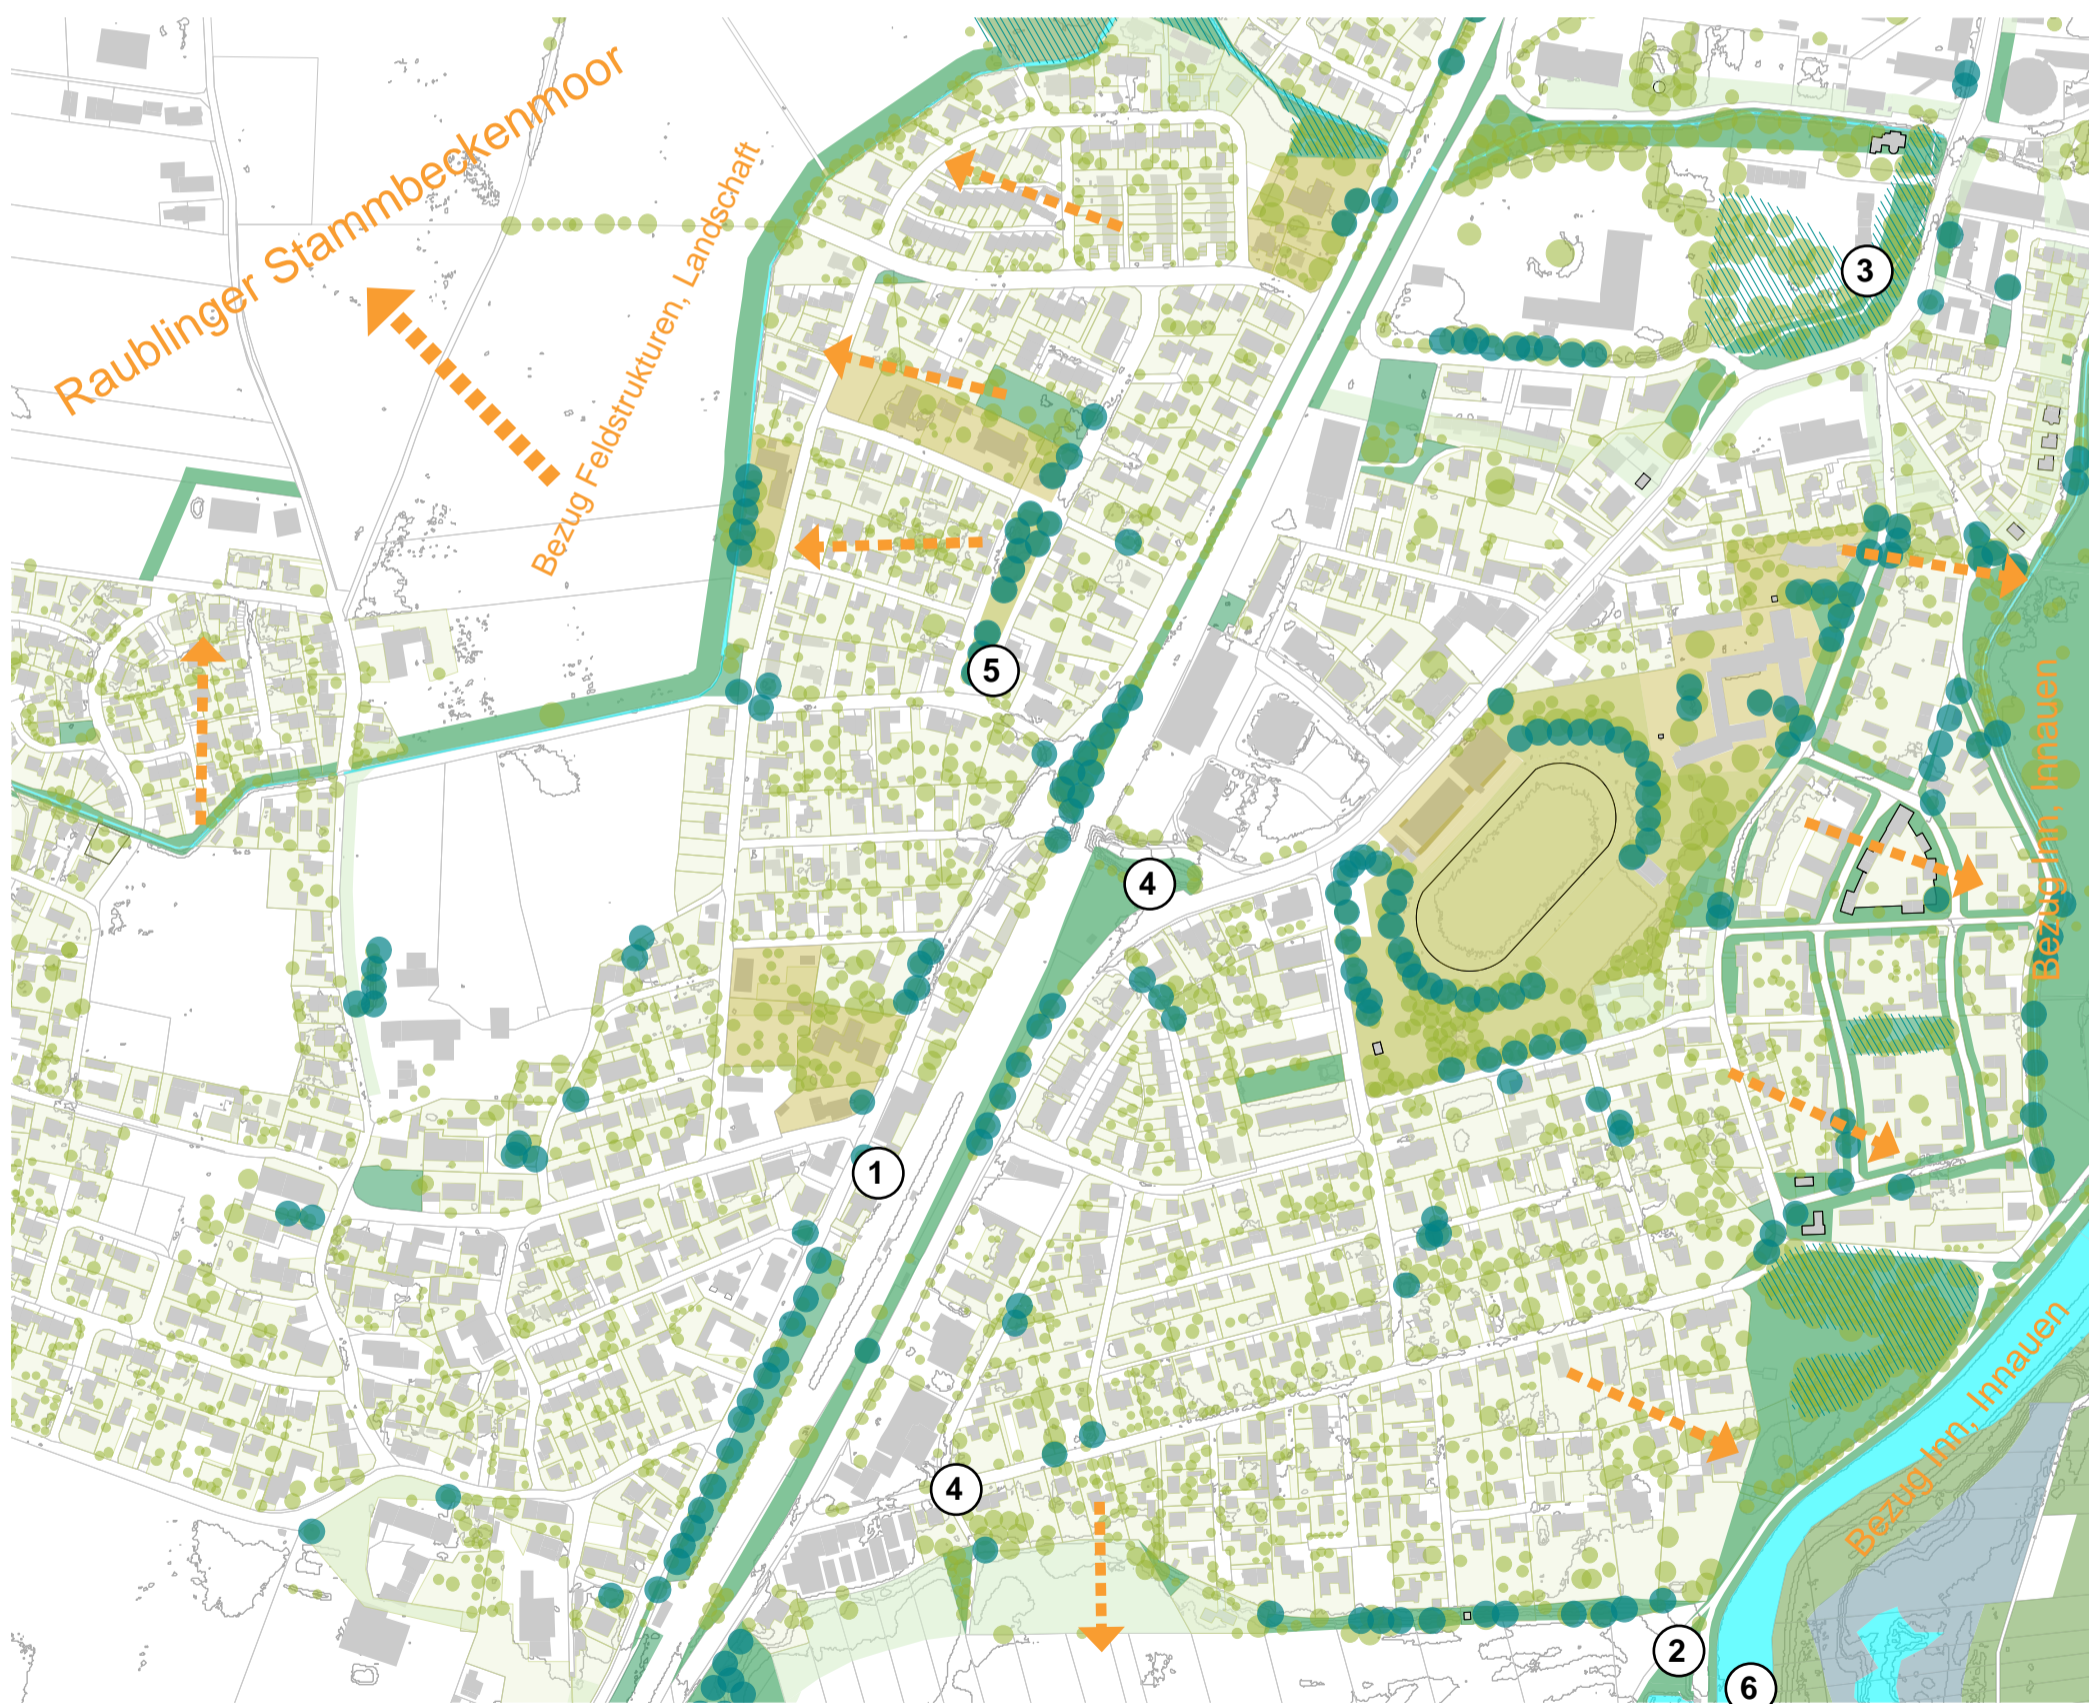 Raublinger Stammbeckenmoor
Bezug Feldstrukturen, Landschaft
3
5
4
Bezug Inn, Innauen
1
4
Bezug Inn, Innauen
2
6